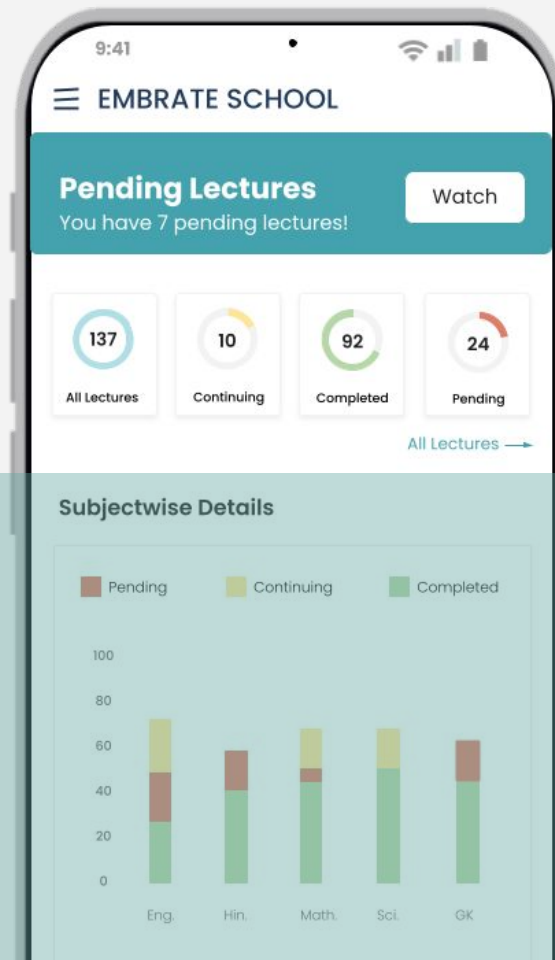 9:41
EMBRATE SCHOOL
Pending Lectures
You have 7 pending lectures!
Watch
137
10
92
24
All Lectures
Continuing
Completed
Pending
All Lectures
Subjectwise Details
Pending
Continuing
Completed
100
80
60
40
20
0
Eng.
Hin.
Math.
Sci.
GK